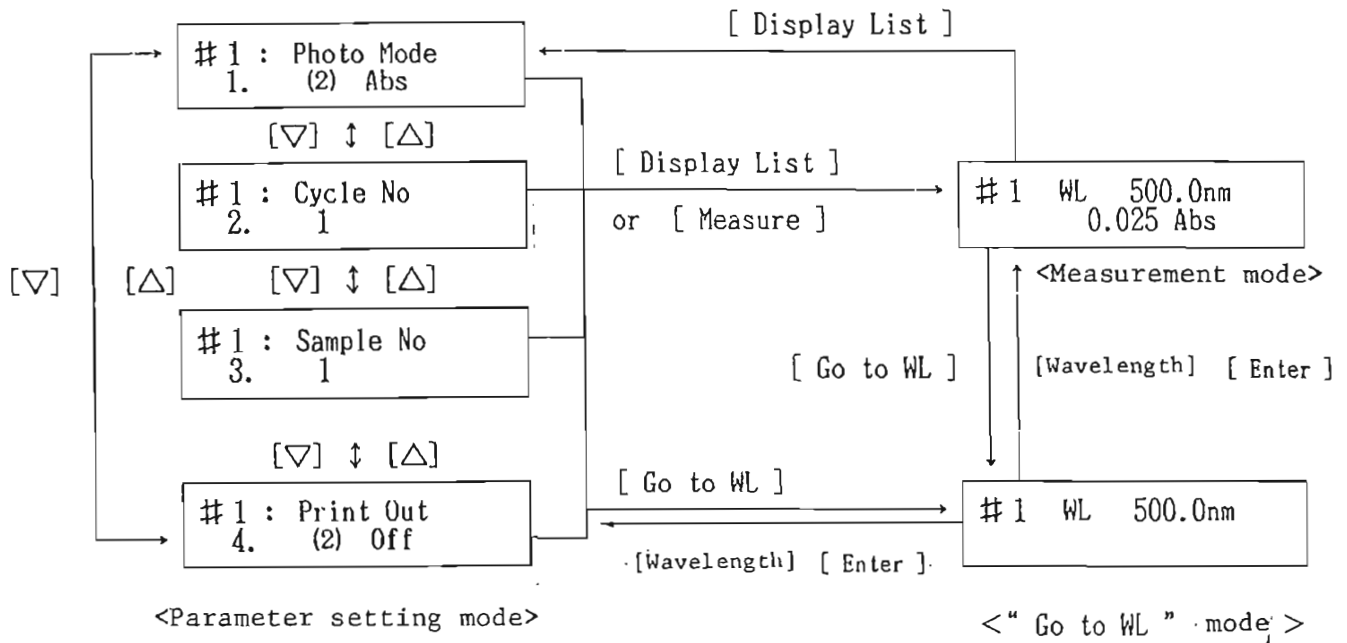 [ Display List ]
#1 : Photo Mode
1. (2) Abs
[▽] ↕ [△]
[ Display List ]
or [ Measure ]
#1 : Cycle No
2. 1
#1 WL 500.0nm
0.025 Abs
<Measurement mode>
[▽] [△]
[▽] ↕ [△]
#1 : Sample No
3. 1
[ Go to WL ]
[Wavelength] [ Enter ]
[▽] ↕ [△]
[ Go to WL ]
#1 : Print Out
4. (2) Off
#1 WL 500.0nm
[Wavelength] [ Enter ]
<Parameter setting mode>
<" Go to WL " mode >